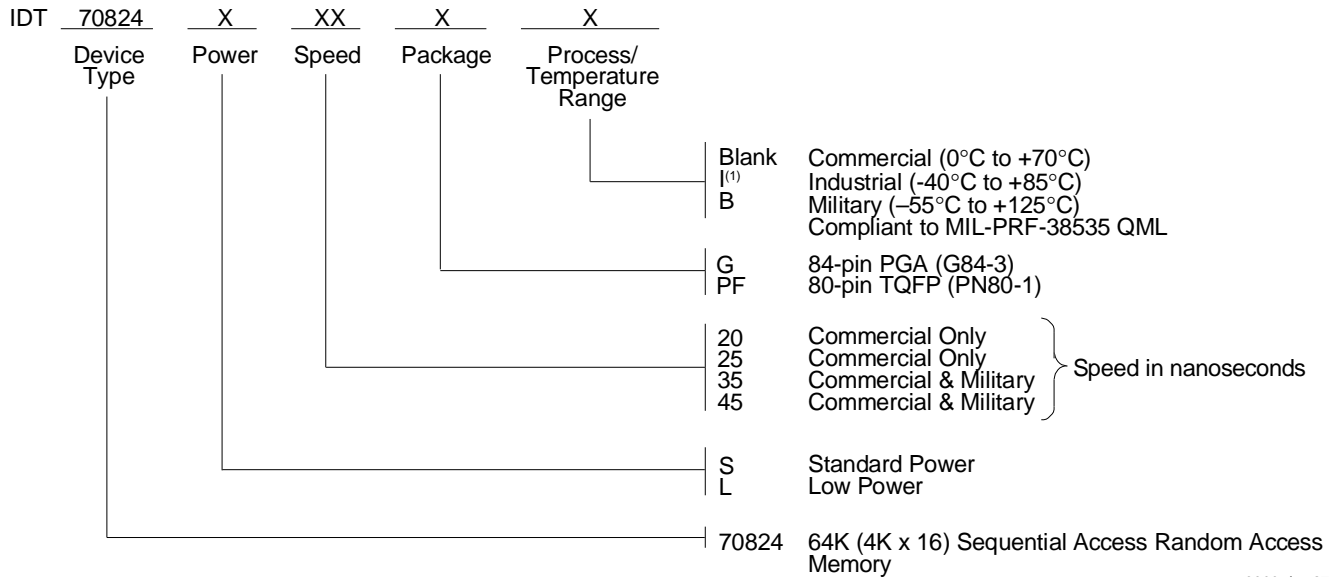 IDT 70824 X XX X X
Device Type
Power
Speed
Package
Process/
Temperature
Range
Blank Commercial (0°C to +70°C)
I(1) Industrial (-40°C to +85°C)
B Military (–55°C to +125°C)
Compliant to MIL-PRF-38535 QML
G 84-pin PGA (G84-3)
PF 80-pin TQFP (PN80-1)
20 Commercial Only
25 Commercial Only
35 Commercial & Military
45 Commercial & Military
Speed in nanoseconds
S Standard Power
L Low Power
70824 64K (4K x 16) Sequential Access Random Access
Memory